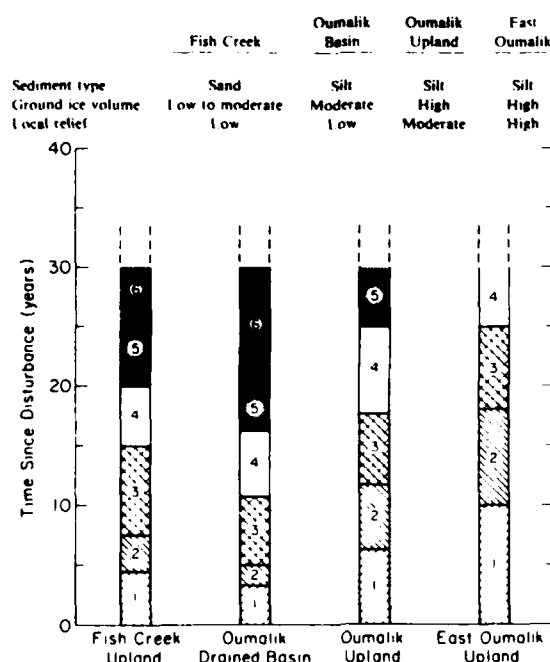 Oumalik Oumalik East
Fish Creek Basin Upland Oumalik
Sediment type Sand Silt Silt Silt
Ground ice volume Low to moderate Moderate High High
Local relief Low Low Moderate High
40
30
20
10
0
Time Since Disturbance (years)
5 4 3 2 1
5 4 3 2 1
5 4 3 2 1
4 3 2 1
Fish Creek Oumalik Oumalik East Oumalik
Upland Drained Basin Upland Upland